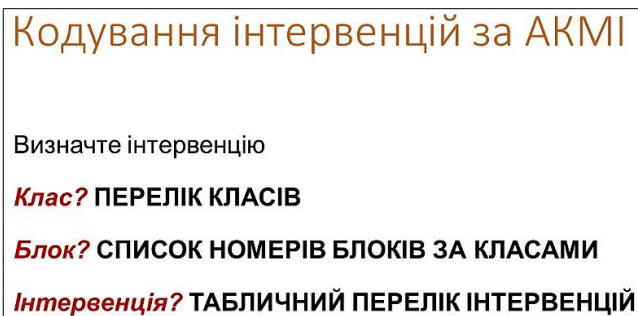 Кодування інтервенцій за АКМІ
Визначте інтервенцію
Клас? ПЕРЕЛІК КЛАСІВ
Блок? СПИСОК НОМЕРІВ БЛОКІВ ЗА КЛАСАМИ
Інтервенція? ТАБЛИЧНИЙ ПЕРЕЛІК ІНТЕРВЕНЦІЙ